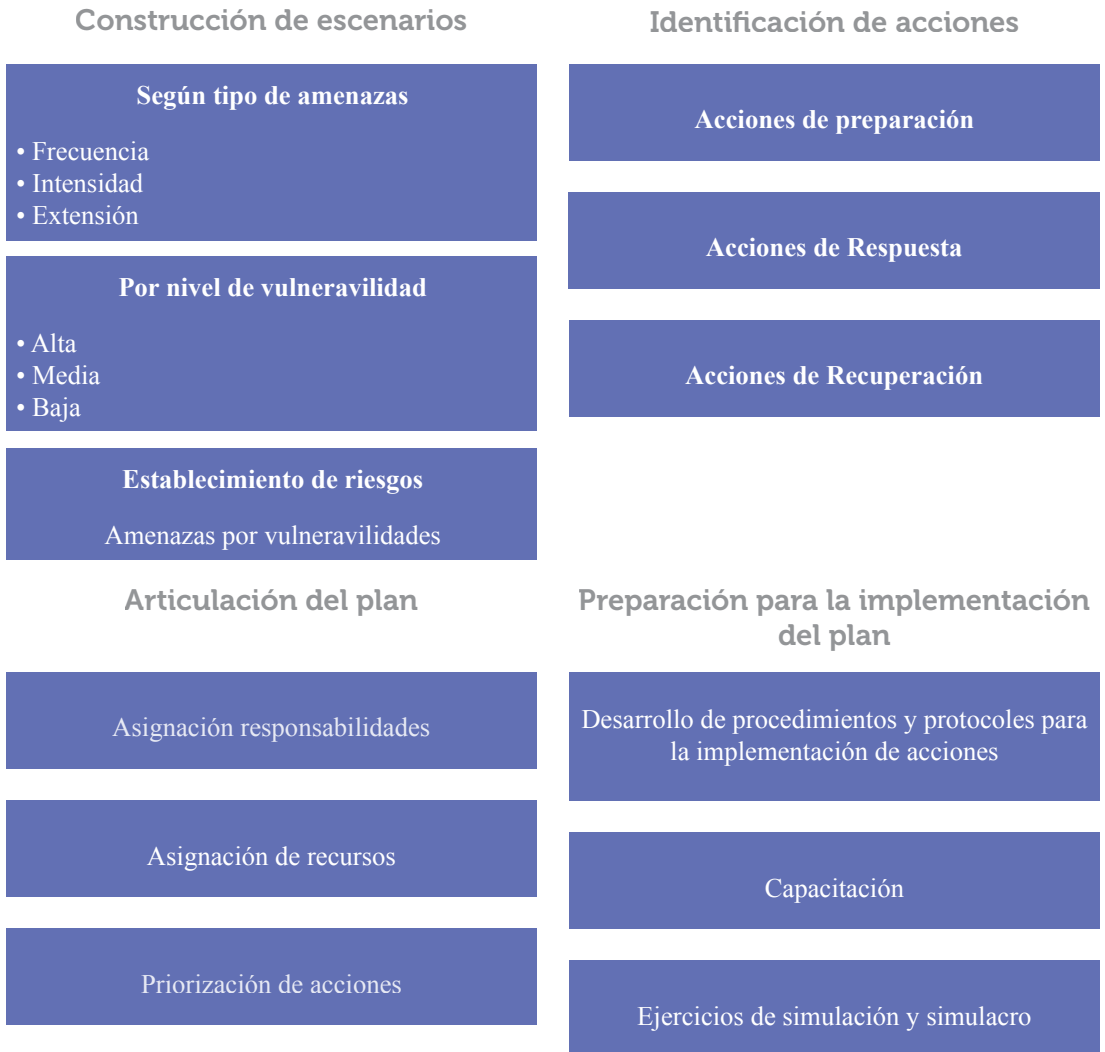 Construcción de escenarios
Según tipo de amenazas
• Frecuencia
• Intensidad
• Extensión
Por nivel de vulneravilidad
• Alta
• Media
• Baja
Establecimiento de riesgos
Amenazas por vulneravilidades
Identificación de acciones
Acciones de preparación
Acciones de Respuesta
Acciones de Recuperación
Articulación del plan
Asignación responsabilidades
Asignación de recursos
Priorización de acciones
Preparación para la implementación
del plan
Desarrollo de procedimientos y protocoles para
la implementación de acciones
Capacitación
Ejercicios de simulación y simulacro